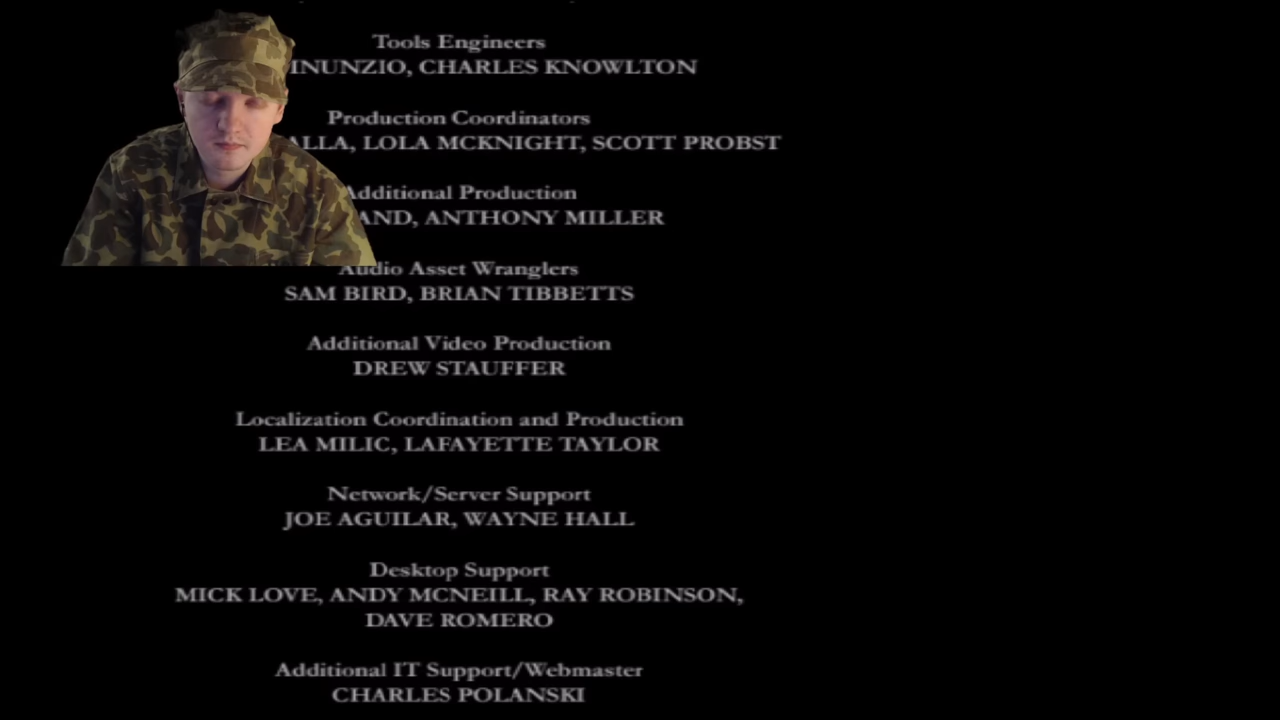 Tools Engineers
CHARLES KNOWLTON
Production Coordinators
LOLA MCKNIGHT, SCOTT PROBST
Additional Production
ANTHONY MILLER
Audio Asset Wranglers
SAM BIRD, BRIAN TIBBETTS
Additional Video Production
DREW STAUFFER
Localization Coordination and Production
LEA MILIC, LAFAYETTE TAYLOR
Network/Server Support
JOE AGUILAR, WAYNE HALL
Desktop Support
MICK LOVE, ANDY MCNEILL, RAY ROBINSON,
DAVE ROMERO
Additional IT Support/Webmaster
CHARLES POLANSKI